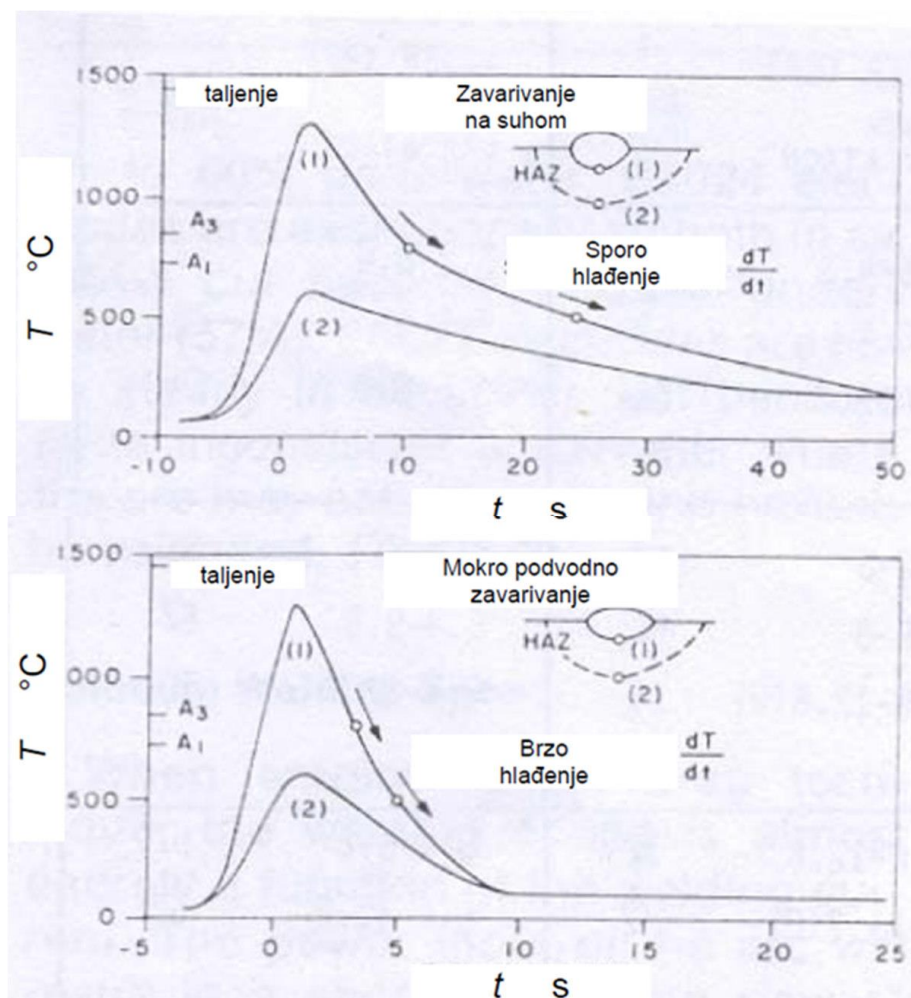 1500
taljenje
Zavarivanje
na suhom
(1)
HAZ
(1)
(2)
1000
A3
A1
Sporo
hlađenje
dT
dt
500
(2)
T °C
0
-10
0
10
20
30
40
50
t s
1500
taljenje
Mokro podvodno
zavarivanje
(1)
HAZ
(1)
(2)
000
A3
A1
Brzo
hlađenje
dT
dt
500
(2)
T °C
0
-5
0
5
10
15
20
25
t s